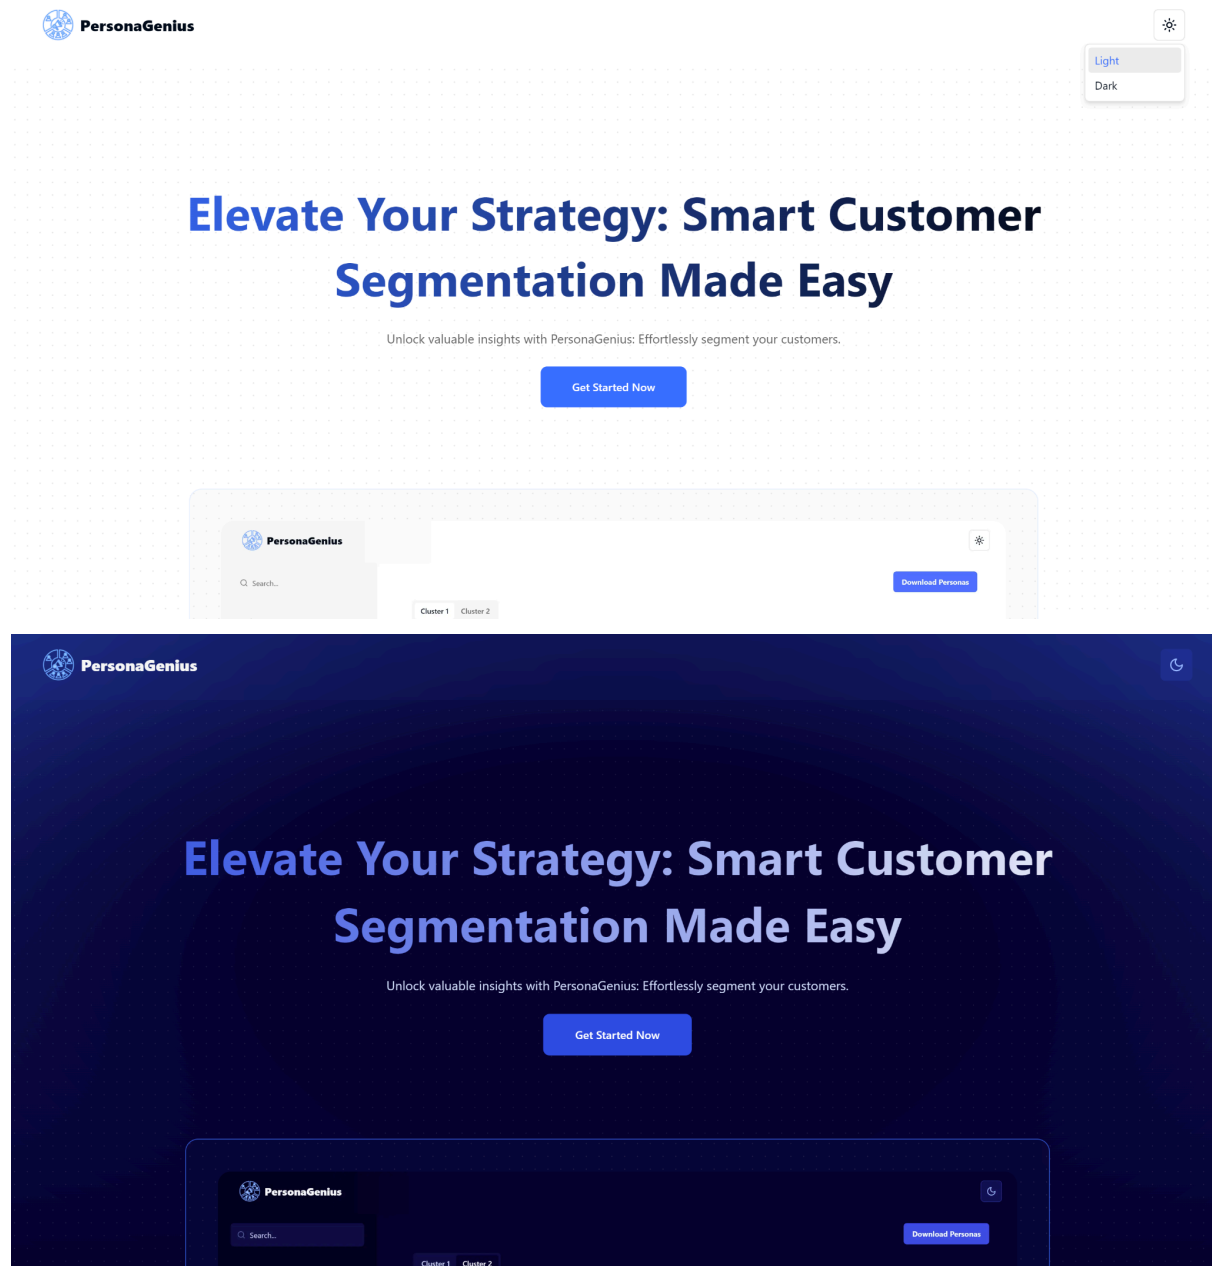 PersonaGenius
Light
Dark
Elevate Your Strategy: Smart Customer
Segmentation Made Easy
Unlock valuable insights with PersonaGenius: Effortlessly segment your customers.
Get Started Now
PersonaGenius
Search...
Download Personas
Cluster 1 Cluster 2
PersonaGenius
Elevate Your Strategy: Smart Customer
Segmentation Made Easy
Unlock valuable insights with PersonaGenius: Effortlessly segment your customers.
Get Started Now
PersonaGenius
Search...
Download Personas
Cluster 1 Cluster 2